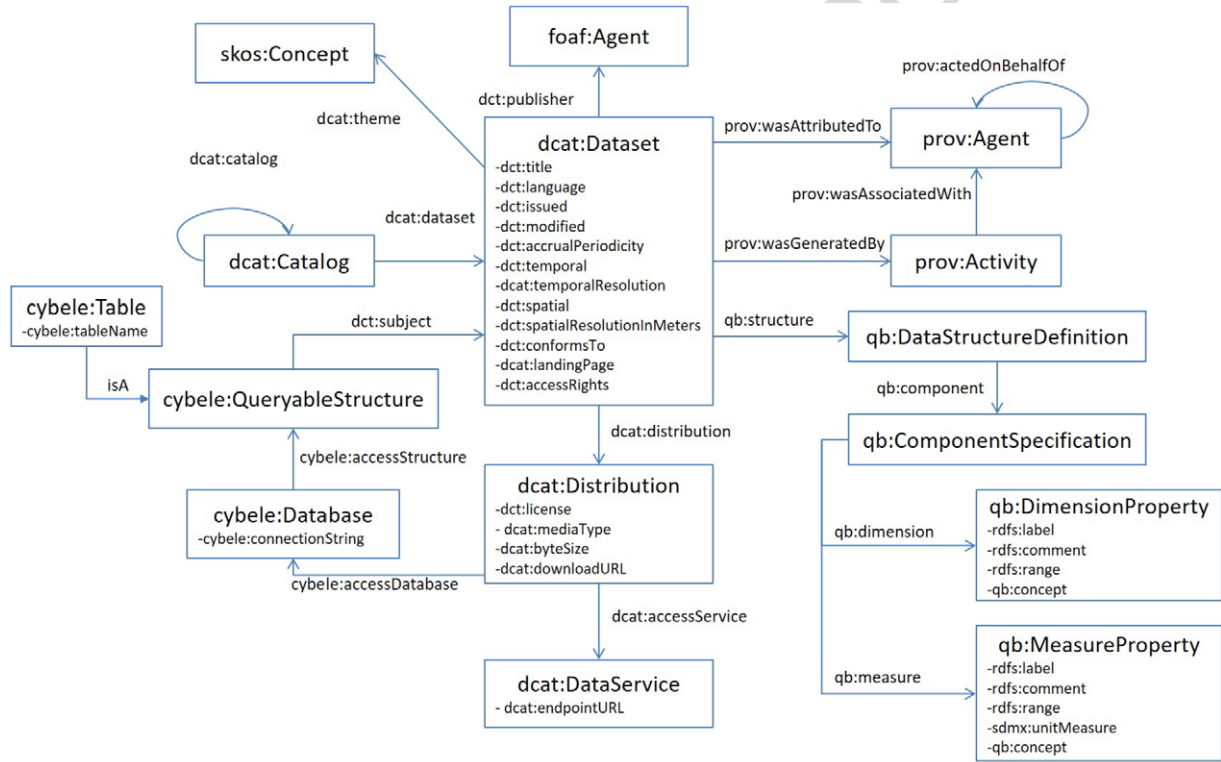 skos:Concept
foaf:Agent
prov:actedOnBehalfOf
dct:publisher
dcat:theme
prov:wasAttributedTo
prov:Agent
dcat:catalog
dcat:Dataset
-dct:title
-dct:language
-dct:issued
-dct:modified
-dct:accrualPeriodicity
-dct:temporal
-dcat:temporalResolution
-dct:spatial
-dct:spatialResolutionInMeters
-dct:conformsTo
-dcat:landingPage
-dct:accessRights
prov:wasAssociatedWith
dcat:dataset
prov:wasGeneratedBy
dcat:Catalog
prov:Activity
cybele:Table
-cybele:tableName
dct:subject
qb:structure
qb:DataStructureDefinition
isA
cybele:QueryableStructure
qb:component
dcat:distribution
qb:ComponentSpecification
cybele:accessStructure
dcat:Distribution
-dct:license
- dcat:mediaType
-dcat:byteSize
-dcat:downloadURL
cybele:Database
-cybele:connectionString
qb:dimension
qb:DimensionProperty
-rdfs:label
-rdfs:comment
-rdfs:range
-qb:concept
cybele:accessDatabase
dcat:accessService
qb:measure
qb:MeasureProperty
-rdfs:label
-rdfs:comment
-rdfs:range
-sdmx:unitMeasure
-qb:concept
dcat:DataService
- dcat:endpointURL